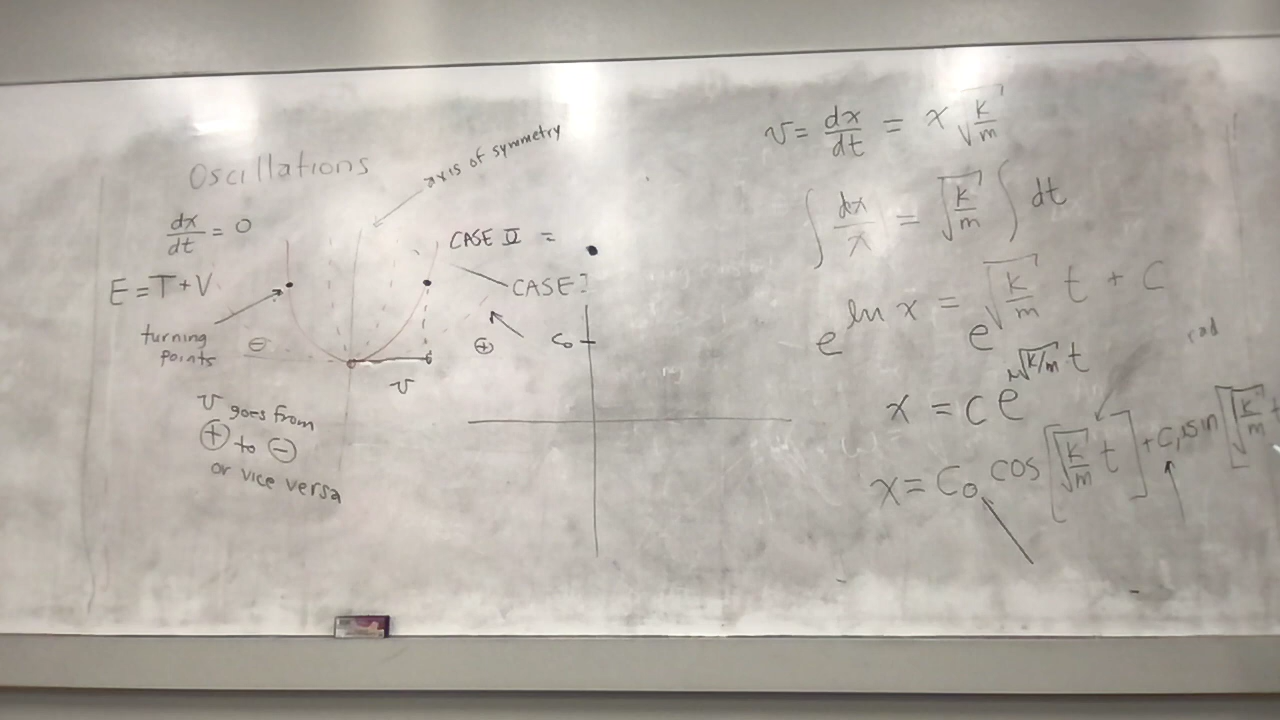 Oscillations
axis of symmetry
dx/dt = 0
E = T + V
turning points
⊖
v
v goes from
⊕ to ⊖
or vice versa
CASE II =
CASE I
⊕
C₀
v = dx/dt = x √(k/m)
∫ dx/x = √(k/m) ∫ dt
e^(ln x) = e^(√(k/m) t + C)
x = c e^(√(k/m) t)
rad
x = C₀ cos[√(k/m) t] + C₁ sin[√(k/m) t